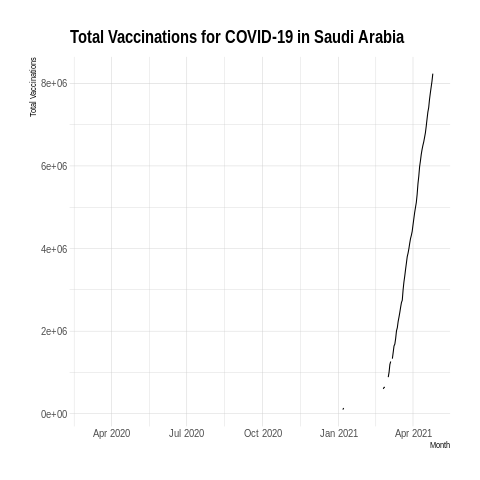 Total Vaccinations for COVID-19 in Saudi Arabia
Total Vaccinations
8e+06
6e+06
4e+06
2e+06
0e+00
Apr 2020 Jul 2020 Oct 2020 Jan 2021 Apr 2021
Month